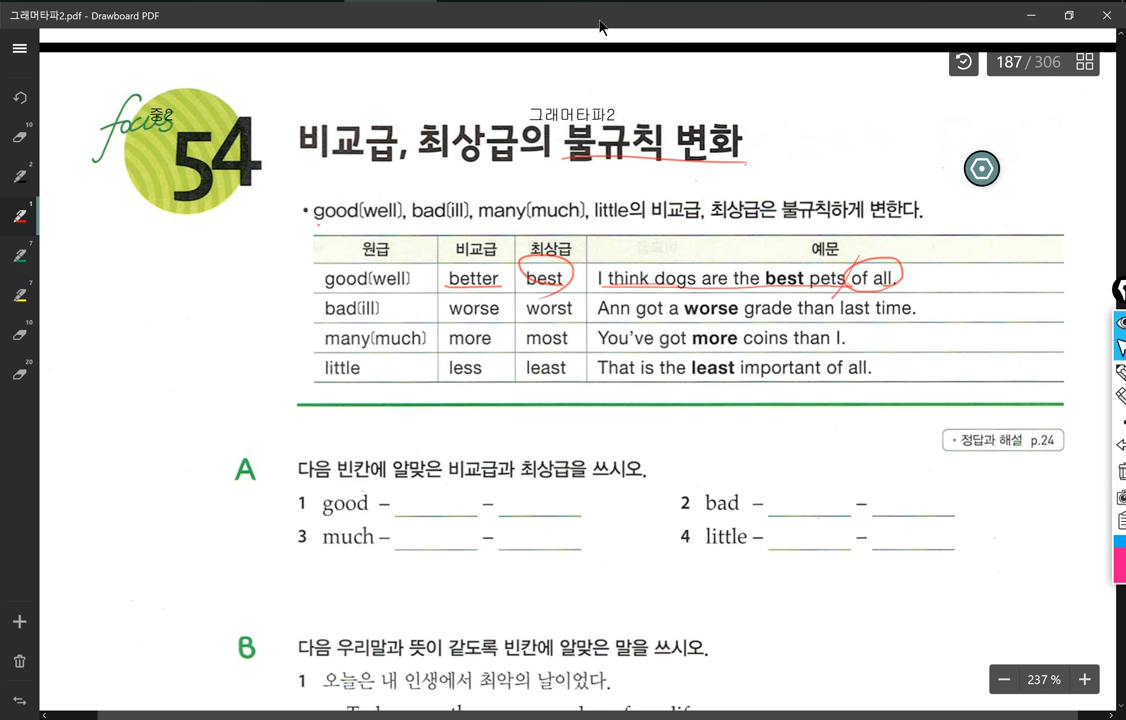 그래머타파2.pdf - Drawboard PDF
187 / 306
중2
그래머타파2
focus 54
비교급, 최상급의 불규칙 변화
• good(well), bad(ill), many(much), little의 비교급, 최상급은 불규칙하게 변한다.
원급 비교급 최상급 예문
good(well) better best I think dogs are the best pets of all.
bad(ill) worse worst Ann got a worse grade than last time.
many(much) more most You've got more coins than I.
little less least That is the least important of all.
• 정답과 해설 p.24
A 다음 빈칸에 알맞은 비교급과 최상급을 쓰시오.
1 good – ________ – ________ 2 bad – ________ – ________
3 much – ________ – ________ 4 little – ________ – ________
B 다음 우리말과 뜻이 같도록 빈칸에 알맞은 말을 쓰시오.
1 오늘은 내 인생에서 최악의 날이었다.
10
2
1
7
7
10
20
237 %